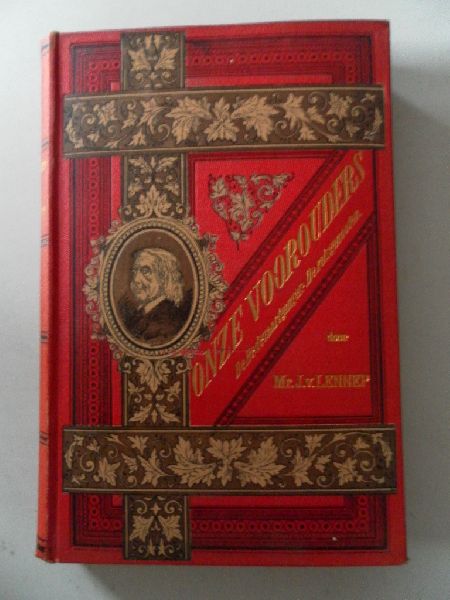 ONZE VOOROUDERS
door
Mr. J. v. LENNEP